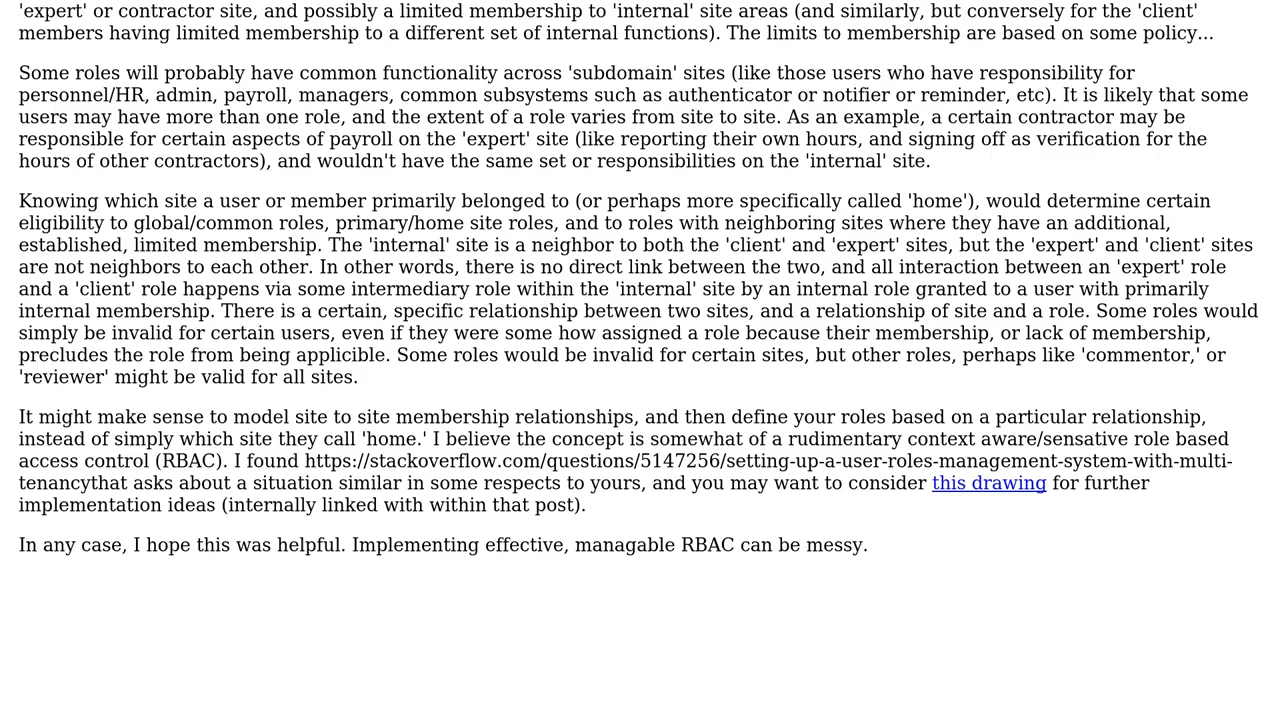 'expert' or contractor site, and possibly a limited membership to 'internal' site areas (and similarly, but conversely for the 'client'
members having limited membership to a different set of internal functions). The limits to membership are based on some policy...
Some roles will probably have common functionality across 'subdomain' sites (like those users who have responsibility for
personnel/HR, admin, payroll, managers, common subsystems such as authenticator or notifier or reminder, etc). It is likely that some
users may have more than one role, and the extent of a role varies from site to site. As an example, a certain contractor may be
responsible for certain aspects of payroll on the 'expert' site (like reporting their own hours, and signing off as verification for the
hours of other contractors), and wouldn't have the same set or responsibilities on the 'internal' site.
Knowing which site a user or member primarily belonged to (or perhaps more specifically called 'home'), would determine certain
eligibility to global/common roles, primary/home site roles, and to roles with neighboring sites where they have an additional,
established, limited membership. The 'internal' site is a neighbor to both the 'client' and 'expert' sites, but the 'expert' and 'client' sites
are not neighbors to each other. In other words, there is no direct link between the two, and all interaction between an 'expert' role
and a 'client' role happens via some intermediary role within the 'internal' site by an internal role granted to a user with primarily
internal membership. There is a certain, specific relationship between two sites, and a relationship of site and a role. Some roles would
simply be invalid for certain users, even if they were some how assigned a role because their membership, or lack of membership,
precludes the role from being applicible. Some roles would be invalid for certain sites, but other roles, perhaps like 'commentor,' or
'reviewer' might be valid for all sites.
It might make sense to model site to site membership relationships, and then define your roles based on a particular relationship,
instead of simply which site they call 'home.' I believe the concept is somewhat of a rudimentary context aware/sensative role based
access control (RBAC). I found https://stackoverflow.com/questions/5147256/setting-up-a-user-roles-management-system-with-multi-
tenancythat asks about a situation similar in some respects to yours, and you may want to consider this drawing for further
implementation ideas (internally linked with within that post).
In any case, I hope this was helpful. Implementing effective, managable RBAC can be messy.